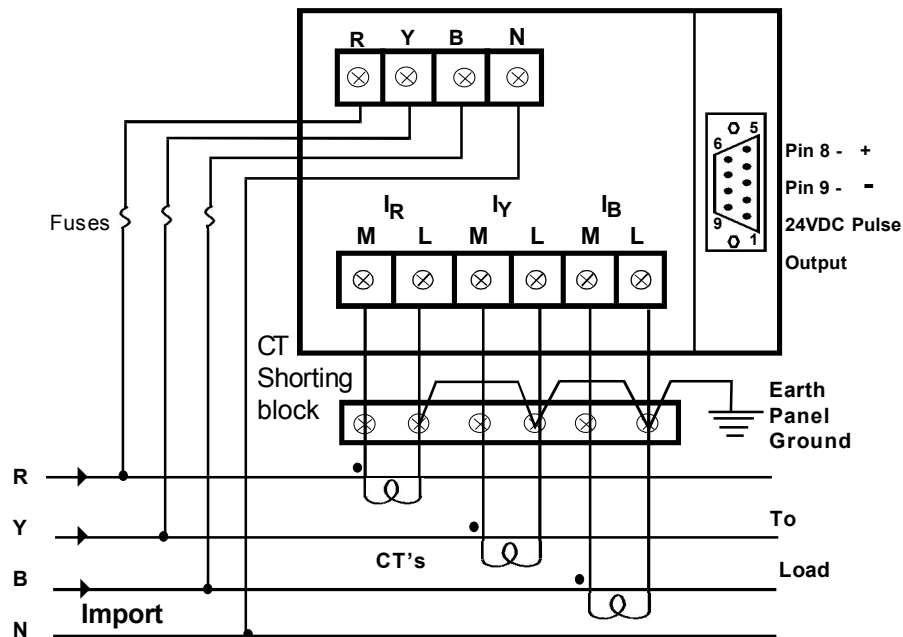 R Y B N
5
6
Pin 8 - +
Pin 9 - -
9
1
24VDC Pulse
Output
Fuses
IR IY IB
M L M L M L
CT
Shorting
block
Earth
Panel
Ground
R
Y
To
CT's
B
Load
Import
N